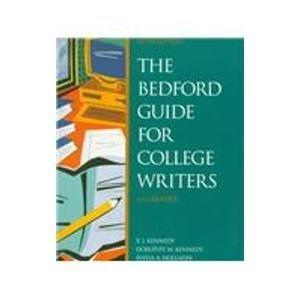 THE
BEDFORD
GUIDE FOR
COLLEGE
WRITERS
X. J. KENNEDY
DOROTHY M. KENNEDY
SYLVIA A. HOLLADAY